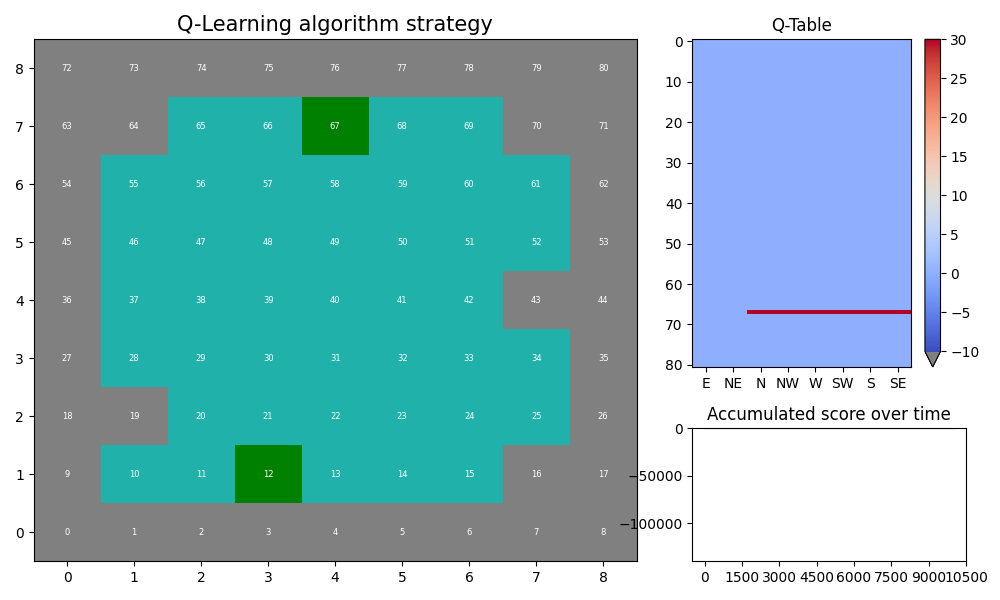 Q-Learning algorithm strategy
8 72 73 74 75 76 77 78 79 80
7 63 64 65 66 67 68 69 70 71
6 54 55 56 57 58 59 60 61 62
5 45 46 47 48 49 50 51 52 53
4 36 37 38 39 40 41 42 43 44
3 27 28 29 30 31 32 33 34 35
2 18 19 20 21 22 23 24 25 26
1 9 10 11 12 13 14 15 16 17
0 0 1 2 3 4 5 6 7 8
0 1 2 3 4 5 6 7 8
Q-Table
0
10
20
30
40
50
60
70
80
E NE N NW W SW S SE
30
25
20
15
10
5
0
−5
−10
Accumulated score over time
0
−50000
−100000
0 1500 3000 4500 6000 7500 9000 10500